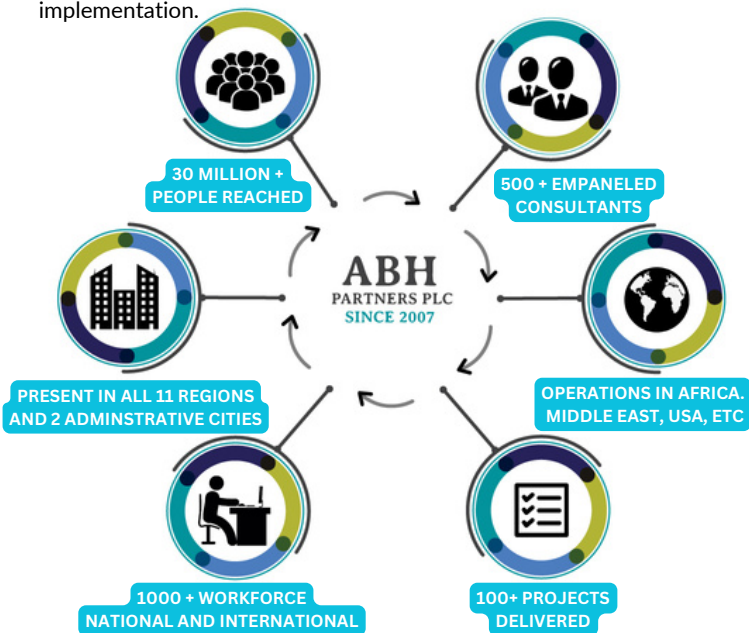 implementation.
30 MILLION +
PEOPLE REACHED
500 + EMPANELED
CONSULTANTS
ABH
PARTNERS PLC
SINCE 2007
PRESENT IN ALL 11 REGIONS
AND 2 ADMINSTRATIVE CITIES
OPERATIONS IN AFRICA.
MIDDLE EAST, USA, ETC
1000 + WORKFORCE
NATIONAL AND INTERNATIONAL
100+ PROJECTS
DELIVERED